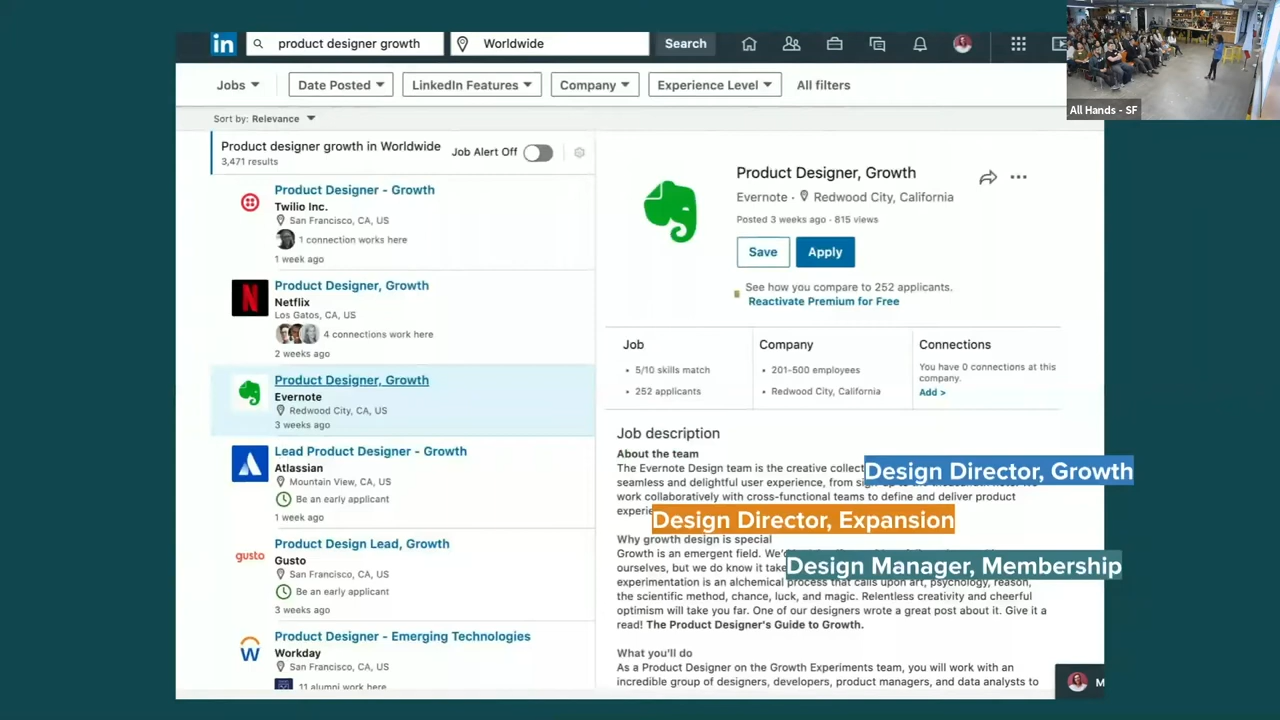 in
product designer growth
Worldwide
Search
All Hands - SF
Jobs
Date Posted
LinkedIn Features
Company
Experience Level
All filters
Sort by: Relevance
Product designer growth in Worldwide
3,471 results
Job Alert Off
Product Designer - Growth
Twilio Inc.
San Francisco, CA, US
1 connection works here
1 week ago
N
Product Designer, Growth
Netflix
Los Gatos, CA, US
4 connections work here
2 weeks ago
Product Designer, Growth
Evernote
Redwood City, CA, US
3 weeks ago
Lead Product Designer - Growth
Atlassian
Mountain View, CA, US
Be an early applicant
1 week ago
gusto
Product Design Lead, Growth
Gusto
San Francisco, CA, US
Be an early applicant
3 weeks ago
W
Product Designer - Emerging Technologies
Workday
San Francisco, CA, US
11 alumni work here
Product Designer, Growth
Evernote · Redwood City, California
Posted 3 weeks ago · 815 views
Save
Apply
See how you compare to 252 applicants.
Reactivate Premium for Free
Job
• 5/10 skills match
• 252 applicants
Company
• 201-500 employees
• Redwood City, California
Connections
You have 0 connections at this
company.
Add >
Job description
About the team
The Evernote Design team is the creative collect
Design Director, Growth
seamless and delightful user experience, from
work collaboratively with cross-functional teams to define and deliver product
Design Director, Expansion
Why growth design is special
Growth is an emergent field.
ourselves, but we do know it take
Design Manager, Membership
experimentation is an alchemical process that calls upon art, psychology, reason,
the scientific method, chance, luck, and magic. Relentless creativity and cheerful
optimism will take you far. One of our designers wrote a great post about it. Give it a
read! The Product Designer's Guide to Growth.
What you'll do
As a Product Designer on the Growth Experiments team, you will work with an
incredible group of designers, developers, product managers, and data analysts to
M